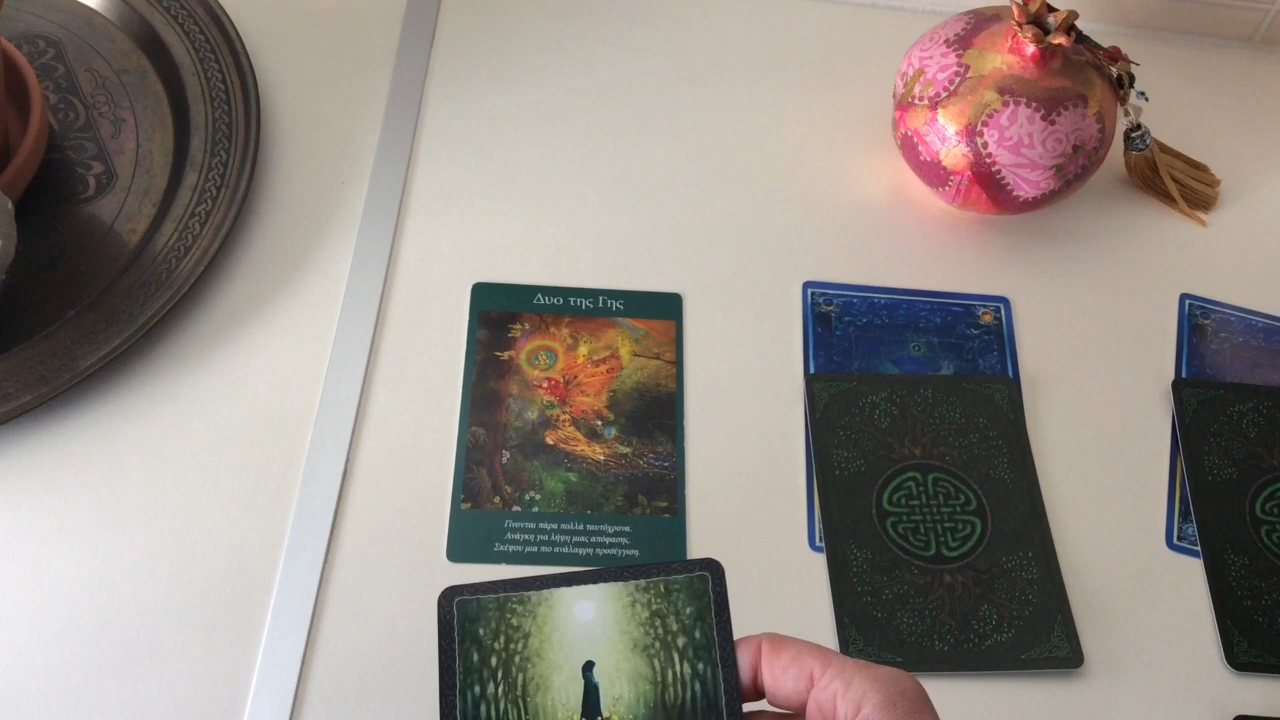 Δυο της Γης
Γίνονται πάρα πολλά ταυτόχρονα.
Ανάγκη για λήψη μιας απόφασης.
Σκέψου μια πιο ανάλαφρη προσέγγιση.